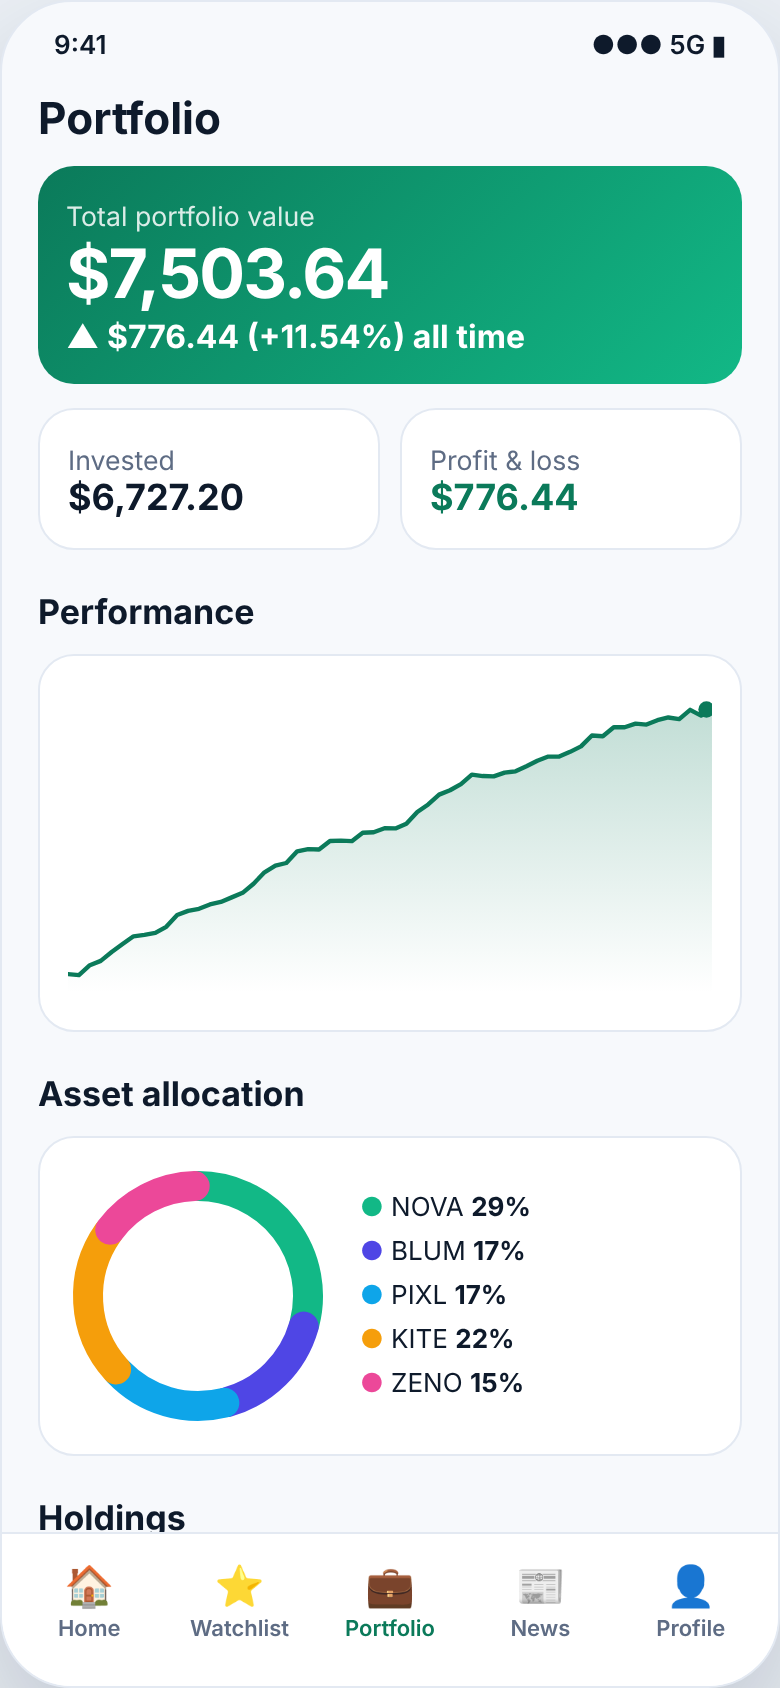 9:41
●●● 5G ▮
Portfolio
Total portfolio value
$7,503.64
▲ $776.44 (+11.54%) all time
Invested
$6,727.20
Profit & loss
$776.44
Performance
Asset allocation
NOVA 29%
BLUM 17%
PIXL 17%
KITE 22%
ZENO 15%
Holdings
Home
Watchlist
Portfolio
News
Profile